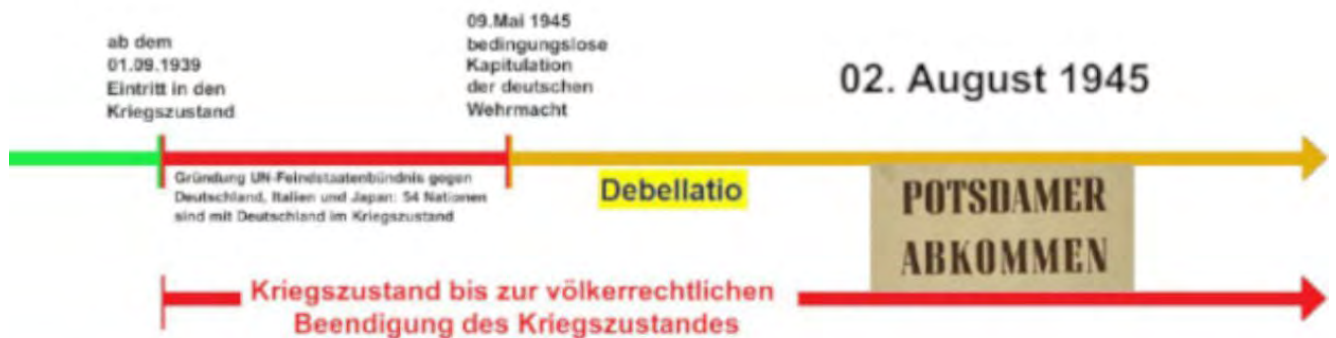 ab dem
01.09.1939
Eintritt in den
Kriegszustand
09.Mai 1945
bedingungslose
Kapitulation
der deutschen
Wehrmacht
02. August 1945
Gründung UN-Feindstaatenbündnis gegen
Deutschland, Italien und Japan: 54 Nationen
sind mit Deutschland im Kriegszustand
Debellatio
POTSDAMER
ABKOMMEN
Kriegszustand bis zur völkerrechtlichen
Beendigung des Kriegszustandes